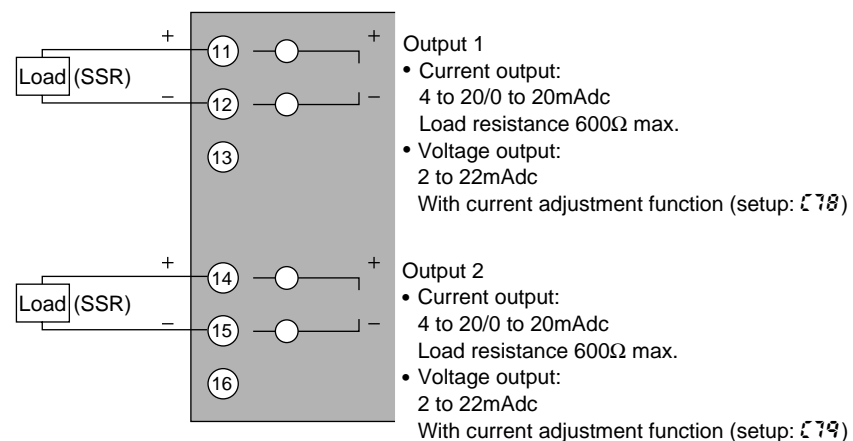 +
11
+
Output 1
Load (SSR)
• Current output:
4 to 20/0 to 20mAdc
−
12
−
Load resistance 600Ω max.
13
• Voltage output:
2 to 22mAdc
With current adjustment function (setup: C78)
+
14
+
Output 2
Load (SSR)
• Current output:
4 to 20/0 to 20mAdc
−
15
−
Load resistance 600Ω max.
16
• Voltage output:
2 to 22mAdc
With current adjustment function (setup: C79)